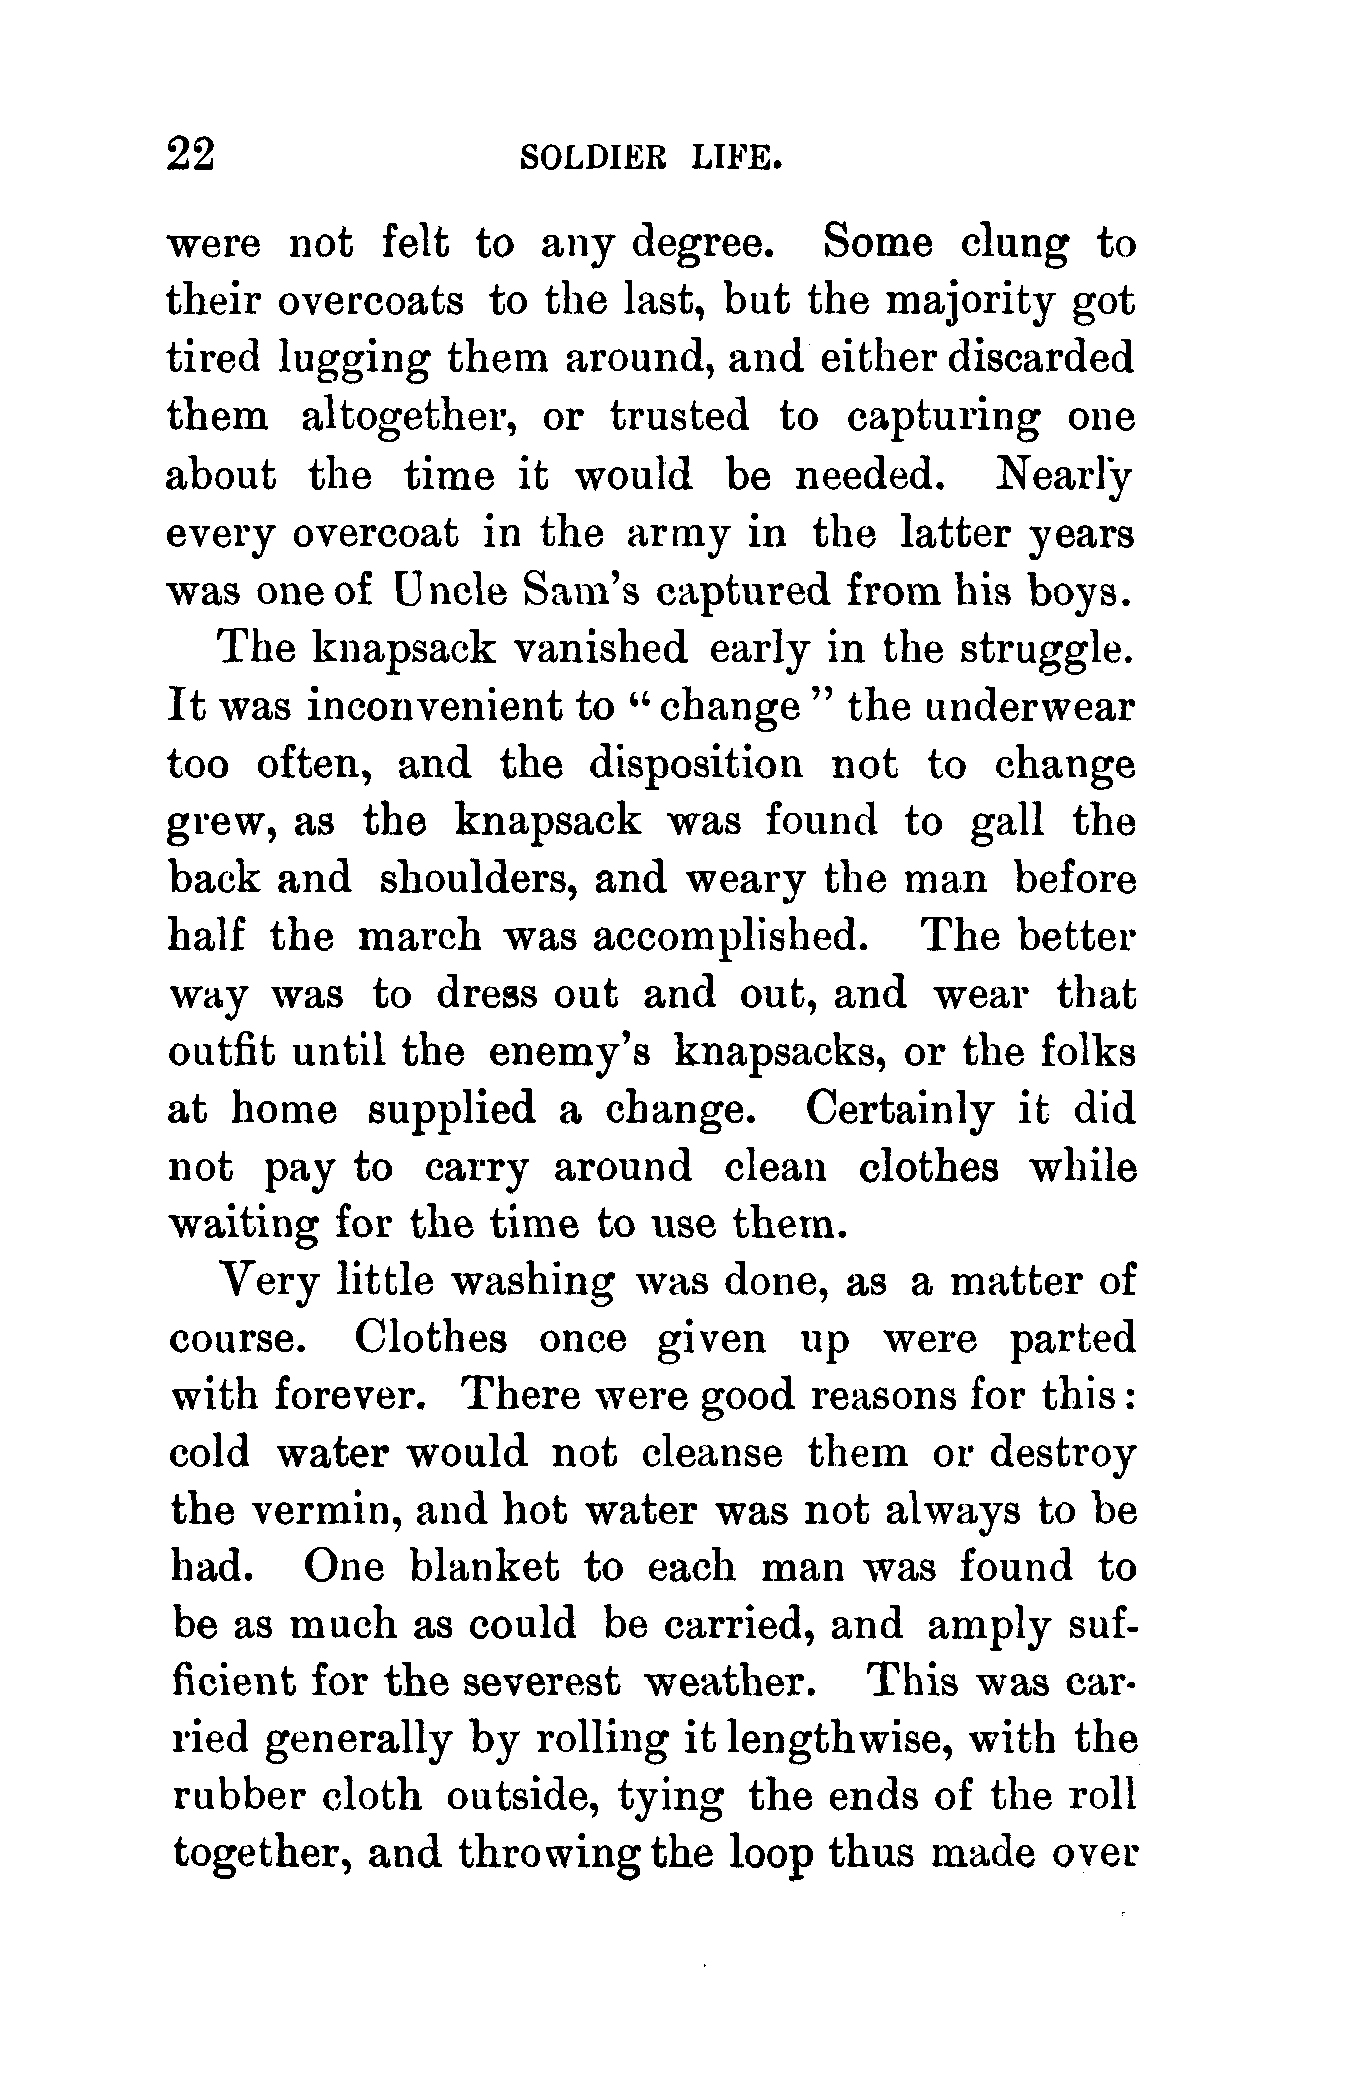 22 SOLDIER LIFE.
were not felt to any degree. Some clung to
their overcoats to the last, but the majority got
tired lugging them around, and either discarded
them altogether, or trusted to capturing one
about the time it would be needed. Nearly
every overcoat in the army in the latter years
was one of Uncle Sam's captured from his boys.
The knapsack vanished early in the struggle.
It was inconvenient to "change" the underwear
too often, and the disposition not to change
grew, as the knapsack was found to gall the
back and shoulders, and weary the man before
half the march was accomplished. The better
way was to dress out and out, and wear that
outfit until the enemy's knapsacks, or the folks
at home supplied a change. Certainly it did
not pay to carry around clean clothes while
waiting for the time to use them.
Very little washing was done, as a matter of
course. Clothes once given up were parted
with forever. There were good reasons for this:
cold water would not cleanse them or destroy
the vermin, and hot water was not always to be
had. One blanket to each man was found to
be as much as could be carried, and amply suf-
ficient for the severest weather. This was car-
ried generally by rolling it lengthwise, with the
rubber cloth outside, tying the ends of the roll
together, and throwing the loop thus made over